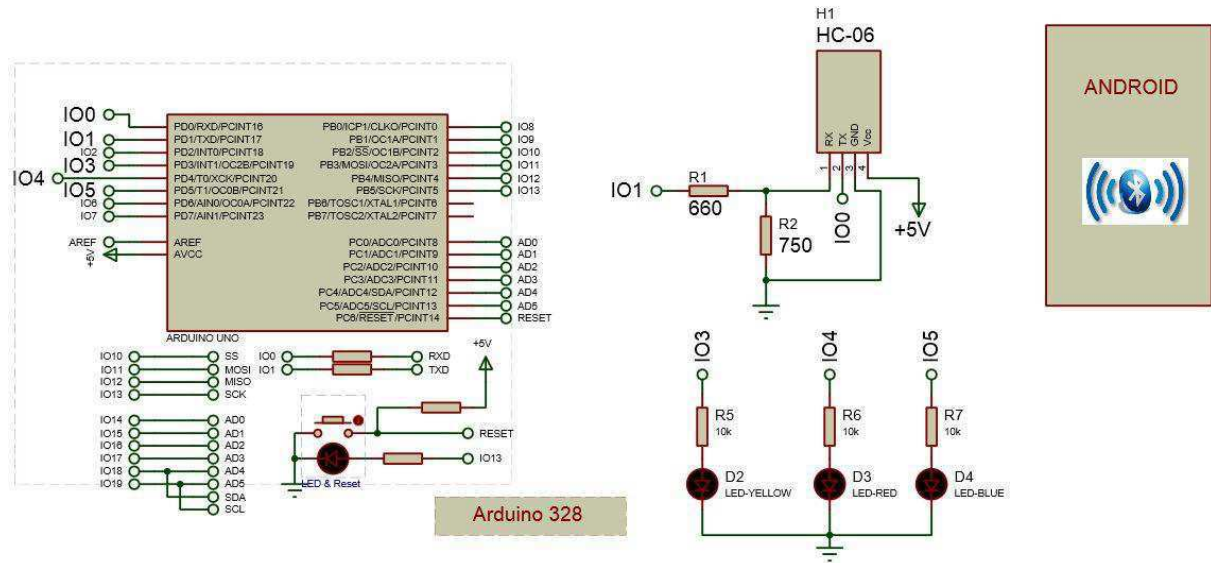 IO0
IO1
IO2
IO3
IO4
IO5
IO6
IO7
AREF
+5V
PD0/RXD/PCINT16
PD1/TXD/PCINT17
PD2/INT0/PCINT18
PD3/INT1/OC2B/PCINT19
PD4/T0/XCK/PCINT20
PD5/T1/OC0B/PCINT21
PD6/AIN0/OC0A/PCINT22
PD7/AIN1/PCINT23
AREF
AVCC
PB0/ICP1/CLKO/PCINT0
PB1/OC1A/PCINT1
PB2/SS/OC1B/PCINT2
PB3/MOSI/OC2A/PCINT3
PB4/MISO/PCINT4
PB5/SCK/PCINT5
PB6/TOSC1/XTAL1/PCINT6
PB7/TOSC2/XTAL2/PCINT7
PC0/ADC0/PCINT8
PC1/ADC1/PCINT9
PC2/ADC2/PCINT10
PC3/ADC3/PCINT11
PC4/ADC4/SDA/PCINT12
PC5/ADC5/SCL/PCINT13
PC6/RESET/PCINT14
IO8
IO9
IO10
IO11
IO12
IO13
AD0
AD1
AD2
AD3
AD4
AD5
RESET
ARDUINO UNO
IO10 SS
IO11 MOSI
IO12 MISO
IO13 SCK
IO14 AD0
IO15 AD1
IO16 AD2
IO17 AD3
IO18 AD4
IO19 AD5
SDA
SCL
IO0 RXD
IO1 TXD
+5V
RESET
IO13
LED & Reset
Arduino 328
H1
HC-06
RX
TX
GND
Vcc
1
2
3
4
IO1
R1
660
R2
750
IO0
+5V
IO3
R5
10k
D2
LED-YELLOW
IO4
R6
10k
D3
LED-RED
IO5
R7
10k
D4
LED-BLUE
ANDROID